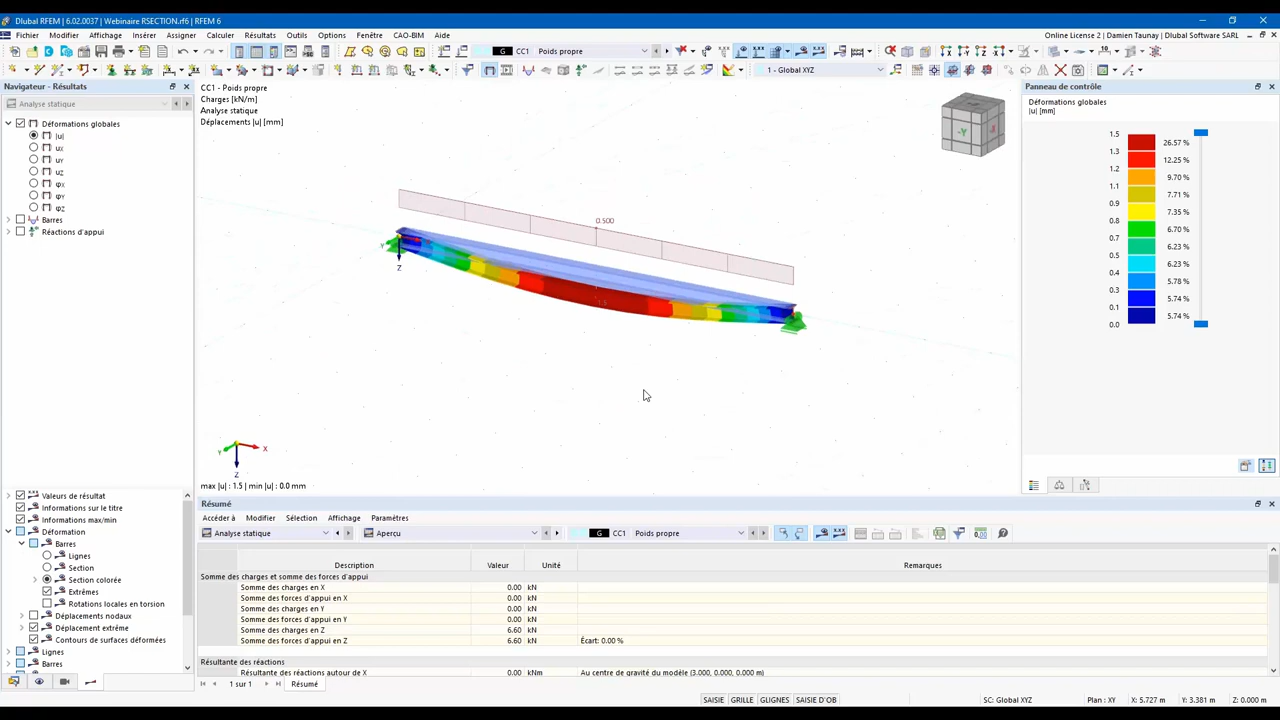 Dlubal RFEM | 6.02.0037 | Webinaire RSECTION.rf6 | RFEM 6
Fichier Modifier Affichage Insérer Assigner Calculer Résultats Outils Options Fenêtre CAO-BIM Aide
Online License 2 | Damien Taunay | Dlubal Software SARL
G CC1 Poids propre
1 - Global XYZ
Navigateur - Résultats
Analyse statique
Déformations globales
|u|
uX
uY
uZ
φX
φY
φZ
Barres
Réactions d'appui
Valeurs de résultat
Informations sur le titre
Informations max/min
Déformation
Barres
Lignes
Section
Section colorée
Extrêmes
Rotations locales en torsion
Déplacements nodaux
Déplacement extrême
Contours de surfaces déformées
Lignes
Barres
CC1 - Poids propre
Charges [kN/m]
Analyse statique
Déplacements |u| [mm]
0.500
1.5
Y
Z
-Y
X
Y
Z
max |u| : 1.5 | min |u| : 0.0 mm
Panneau de contrôle
Déformations globales
|u| [mm]
1.5
26.57 %
1.3
12.25 %
1.2
9.70 %
1.1
7.71 %
0.9
7.35 %
0.8
6.70 %
0.7
6.23 %
0.5
6.23 %
0.4
5.78 %
0.3
5.74 %
0.1
5.74 %
0.0
Résumé
Accéder à Modifier Sélection Affichage Paramètres
Analyse statique Aperçu G CC1 Poids propre
Description Valeur Unité Remarques
Somme des charges et somme des forces d'appui
Somme des charges en X 0.00 kN
Somme des forces d'appui en X 0.00 kN
Somme des charges en Y 0.00 kN
Somme des forces d'appui en Y 0.00 kN
Somme des charges en Z 6.60 kN
Somme des forces d'appui en Z 6.60 kN Écart: 0.00 %
Résultante des réactions
Résultante des réactions autour de X 0.00 kNm Au centre de gravité du modèle (3.000, 0.000, 0.000 m)
1 sur 1 Résumé
SAISIE GRILLE GLIGNES SAISIE D'OB
SC: Global XYZ Plan : XY X: 5.727 m Y: 3.381 m Z: 0.000 m